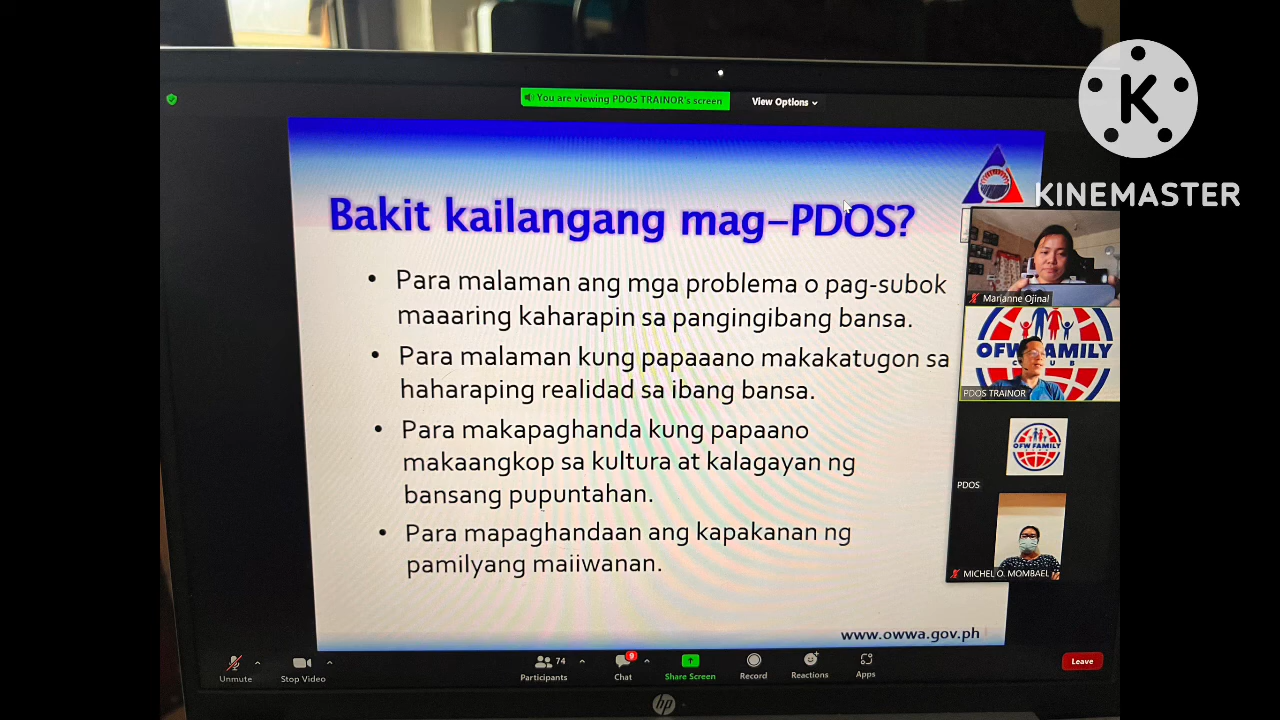 You are viewing PDOS TRAINOR's screen
View Options
KINEMASTER
Bakit kailangang mag-PDOS?
• Para malaman ang mga problema o pag-subok
maaaring kaharapin sa pangingibang bansa.
• Para malaman kung papaaano makakatugon sa
haharaping realidad sa ibang bansa.
• Para makapaghanda kung papaano
makaangkop sa kultura at kalagayan ng
bansang pupuntahan.
• Para mapaghandaan ang kapakanan ng
pamilyang maiiwanan.
www.owwa.gov.ph
Marianne Ojinal
OFW FAMILY
CLUB
PDOS TRAINOR
OFW FAMILY
PDOS
MICHEL O. MOMBAEL
Unmute
Stop Video
Participants
74
Chat
9
Share Screen
Record
Reactions
Apps
Leave
hp